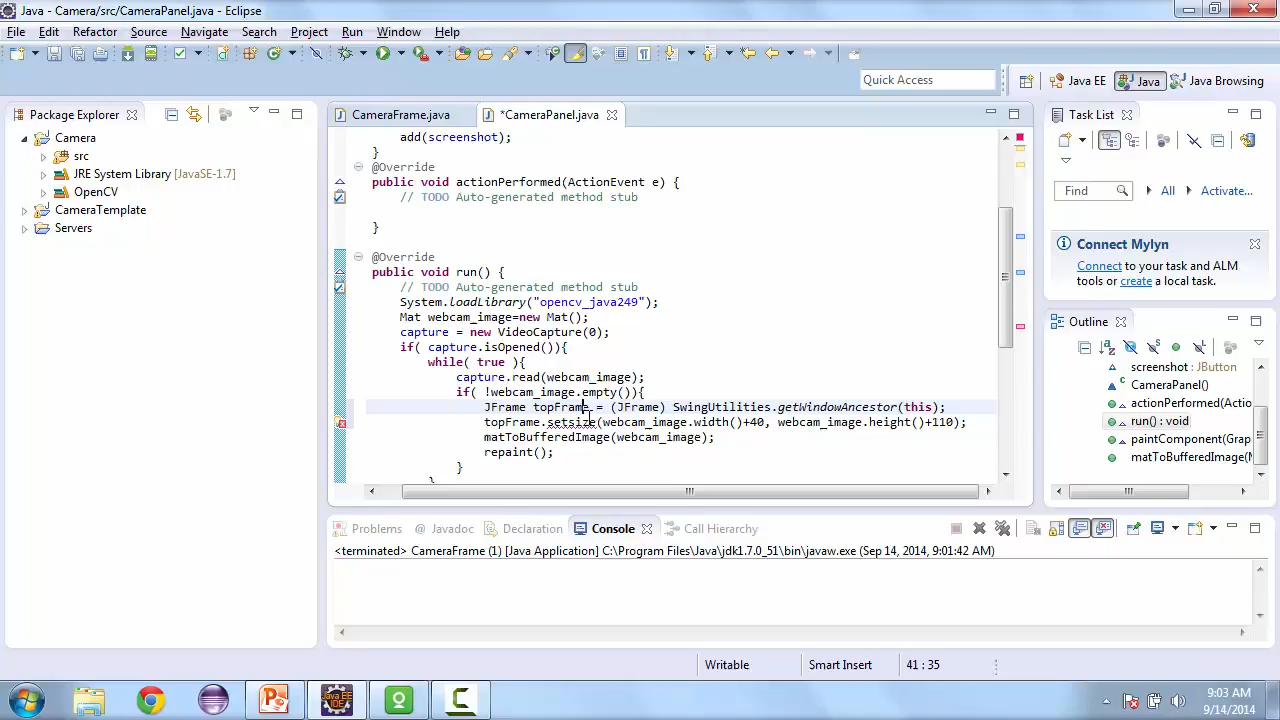 Java - Camera/src/CameraPanel.java - Eclipse
File Edit Refactor Source Navigate Search Project Run Window Help
Quick Access
Java EE Java Java Browsing
Package Explorer
Camera
src
JRE System Library [JavaSE-1.7]
OpenCV
CameraTemplate
Servers
CameraFrame.java *CameraPanel.java
add(screenshot);
}
@Override
public void actionPerformed(ActionEvent e) {
// TODO Auto-generated method stub
}
@Override
public void run() {
// TODO Auto-generated method stub
System.loadLibrary("opencv_java249");
Mat webcam_image=new Mat();
capture = new VideoCapture(0);
if( capture.isOpened()){
while( true ){
capture.read(webcam_image);
if( !webcam_image.empty()){
JFrame topFrame = (JFrame) SwingUtilities.getWindowAncestor(this);
topFrame.setsize(webcam_image.width()+40, webcam_image.height()+110);
matToBufferedImage(webcam_image);
repaint();
}
}
Task List
Find All Activate...
Connect Mylyn
Connect to your task and ALM
tools or create a local task.
Outline
screenshot : JButton
CameraPanel()
actionPerformed(Actio
run() : void
paintComponent(Grap
matToBufferedImage(M
Problems Javadoc Declaration Console Call Hierarchy
<terminated> CameraFrame (1) [Java Application] C:\Program Files\Java\jdk1.7.0_51\bin\javaw.exe (Sep 14, 2014, 9:01:42 AM)
Writable Smart Insert 41 : 35
Java EE
IDE
9:03 AM
9/14/2014